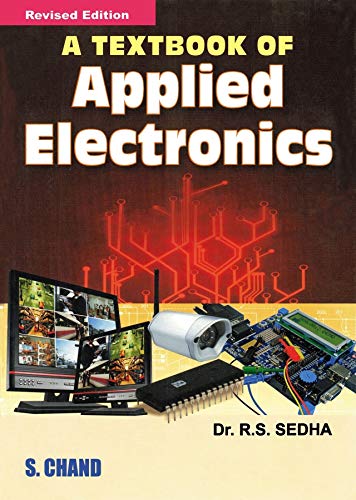 Revised Edition
A TEXTBOOK OF
Applied
Electronics
Dr. R.S. SEDHA
S. CHAND